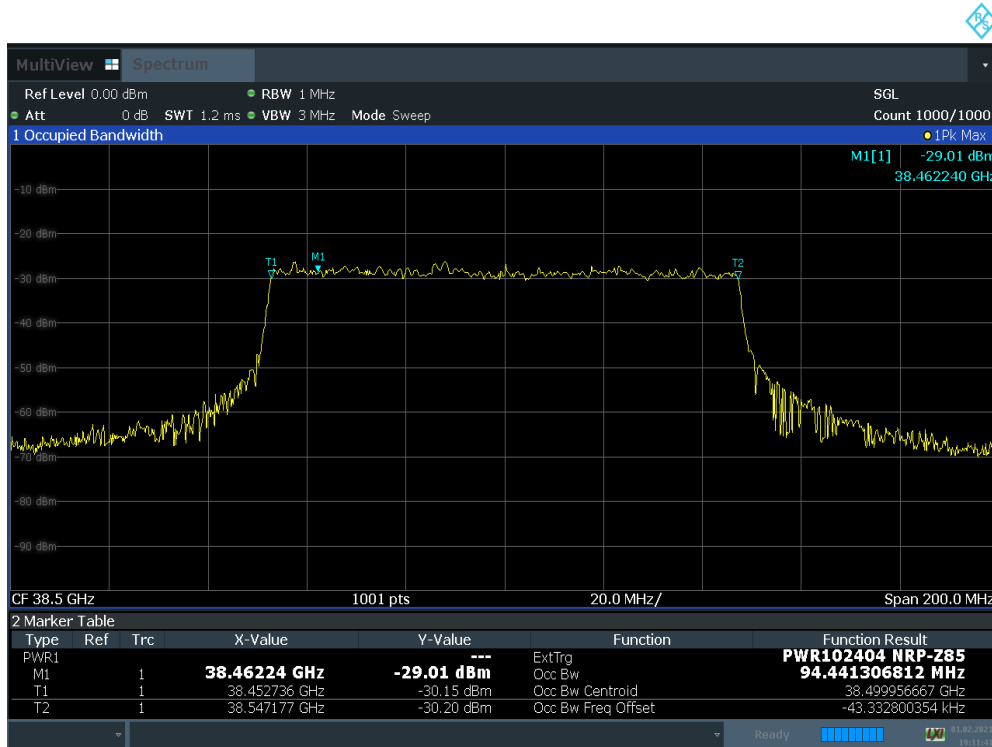 R S
MultiView Spectrum
Ref Level 0.00 dBm RBW 1 MHz SGL
Att 0 dB SWT 1.2 ms VBW 3 MHz Mode Sweep Count 1000/1000
1 Occupied Bandwidth 1Pk Max
M1[1] -29.01 dBm
38.462240 GHz
-10 dBm
-20 dBm
T1 M1 T2
-30 dBm
-40 dBm
-50 dBm
-60 dBm
-70 dBm
-80 dBm
-90 dBm
CF 38.5 GHz 1001 pts 20.0 MHz/ Span 200.0 MHz
2 Marker Table
Type Ref Trc X-Value Y-Value Function Function Result
PWR1 --- ExtTrg PWR102404 NRP-Z85
M1 1 38.46224 GHz -29.01 dBm Occ Bw 94.441306812 MHz
T1 1 38.452736 GHz -30.15 dBm Occ Bw Centroid 38.499956667 GHz
T2 1 38.547177 GHz -30.20 dBm Occ Bw Freq Offset -43.332800354 kHz
Ready LXI 01.02.2021